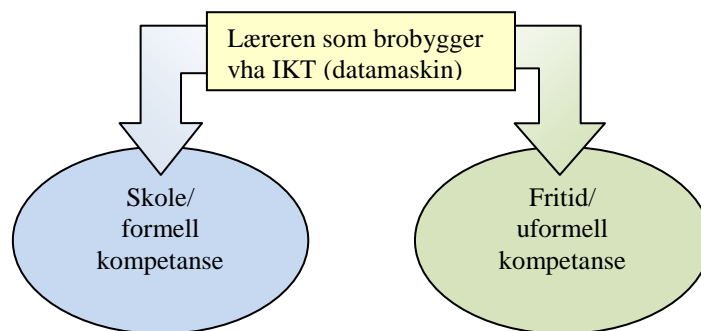 Læreren som brobygger
vha IKT (datamaskin)
Skole/
formell
kompetanse
Fritid/
uformell
kompetanse